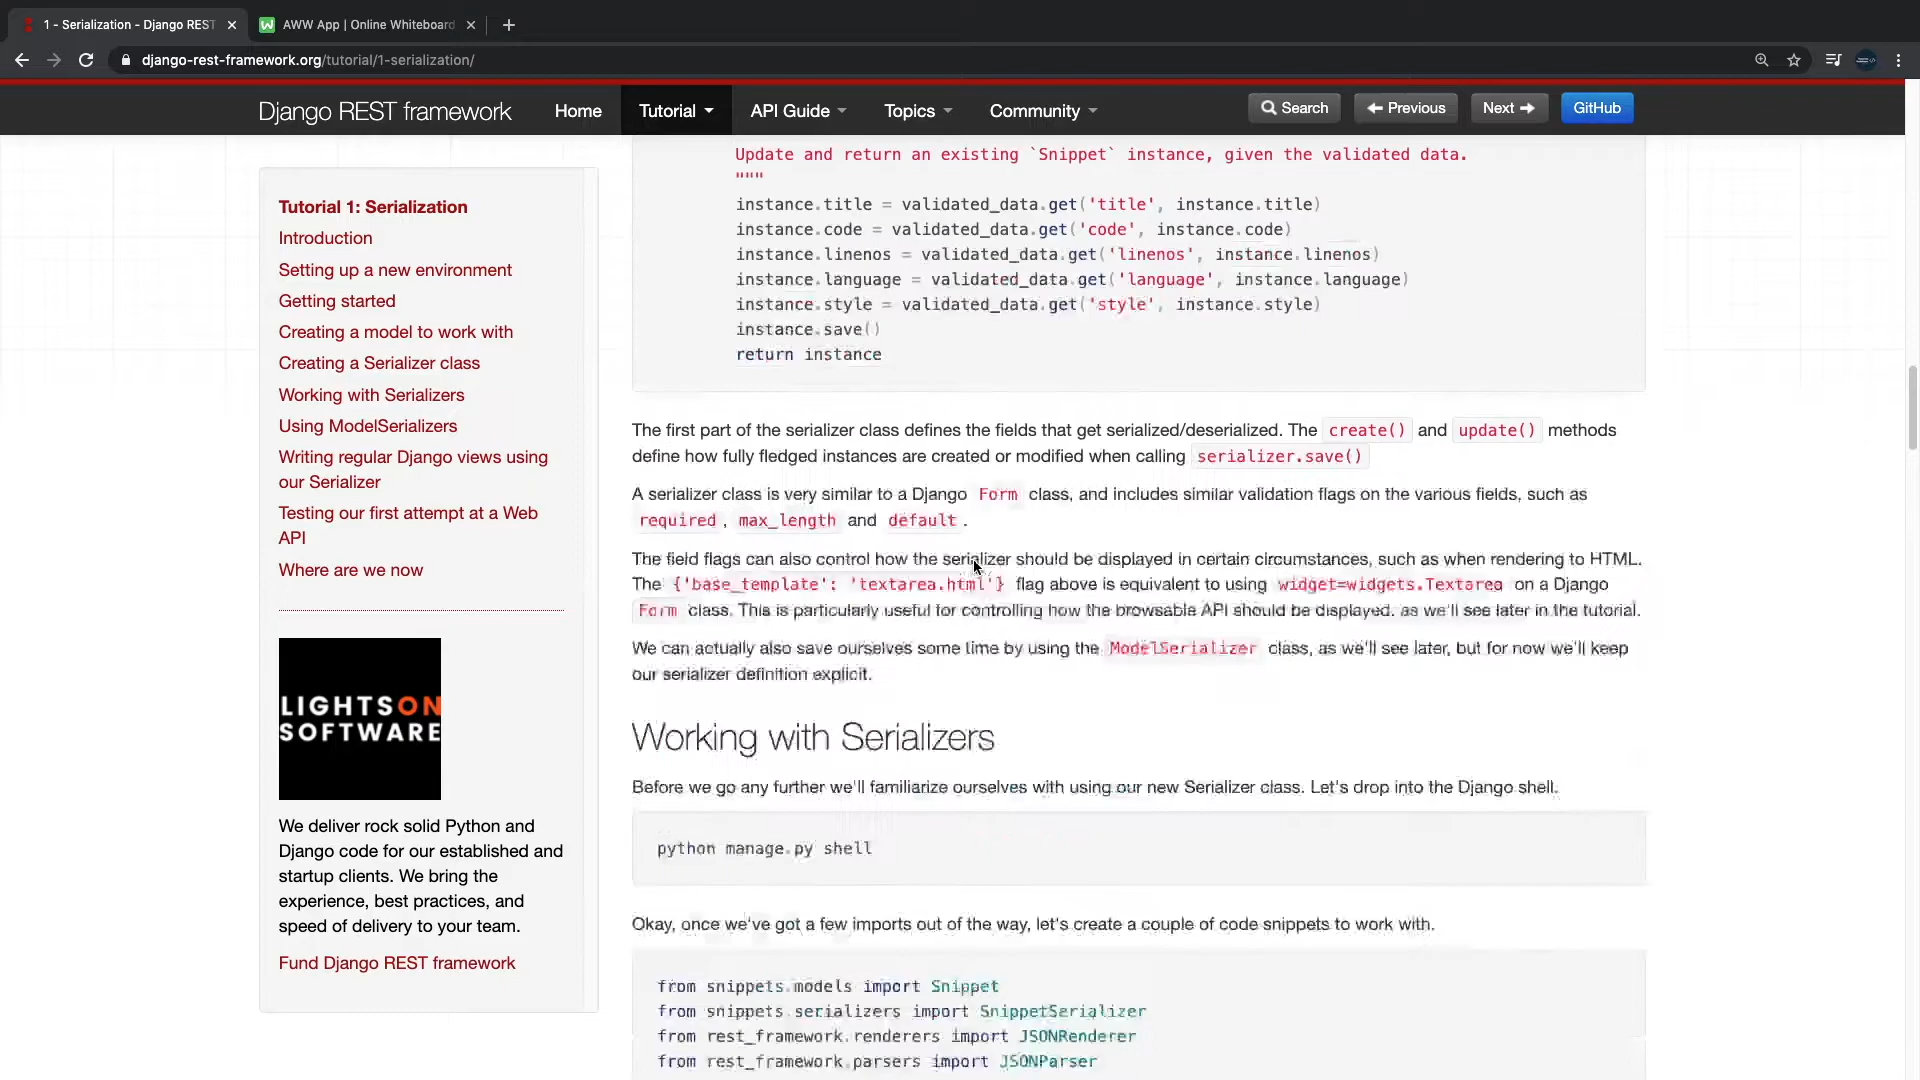 1 - Serialization - Django REST
AWW App | Online Whiteboard
django-rest-framework.org/tutorial/1-serialization/
Django REST framework
Home
Tutorial
API Guide
Topics
Community
Search
Previous
Next
GitHub
Tutorial 1: Serialization
Introduction
Setting up a new environment
Getting started
Creating a model to work with
Creating a Serializer class
Working with Serializers
Using ModelSerializers
Writing regular Django views using
our Serializer
Testing our first attempt at a Web
API
Where are we now
LIGHTSON
SOFTWARE
We deliver rock solid Python and
Django code for our established and
startup clients. We bring the
experience, best practices, and
speed of delivery to your team.
Fund Django REST framework
Update and return an existing `Snippet` instance, given the validated data.
"""
instance.title = validated_data.get('title', instance.title)
instance.code = validated_data.get('code', instance.code)
instance.linenos = validated_data.get('linenos', instance.linenos)
instance.language = validated_data.get('language', instance.language)
instance.style = validated_data.get('style', instance.style)
instance.save()
return instance
The first part of the serializer class defines the fields that get serialized/deserialized. The create() and update() methods
define how fully fledged instances are created or modified when calling serializer.save()
A serializer class is very similar to a Django Form class, and includes similar validation flags on the various fields, such as
required, max_length and default.
The field flags can also control how the serializer should be displayed in certain circumstances, such as when rendering to HTML.
The {'base_template': 'textarea.html'} flag above is equivalent to using widget=widgets.Textarea on a Django
Form class. This is particularly useful for controlling how the browsable API should be displayed, as we'll see later in the tutorial.
We can actually also save ourselves some time by using the ModelSerializer class, as we'll see later, but for now we'll keep
our serializer definition explicit.
Working with Serializers
Before we go any further we'll familiarize ourselves with using our new Serializer class. Let's drop into the Django shell.
python manage.py shell
Okay, once we've got a few imports out of the way, let's create a couple of code snippets to work with.
from snippets.models import Snippet
from snippets.serializers import SnippetSerializer
from rest_framework.renderers import JSONRenderer
from rest_framework.parsers import JSONParser